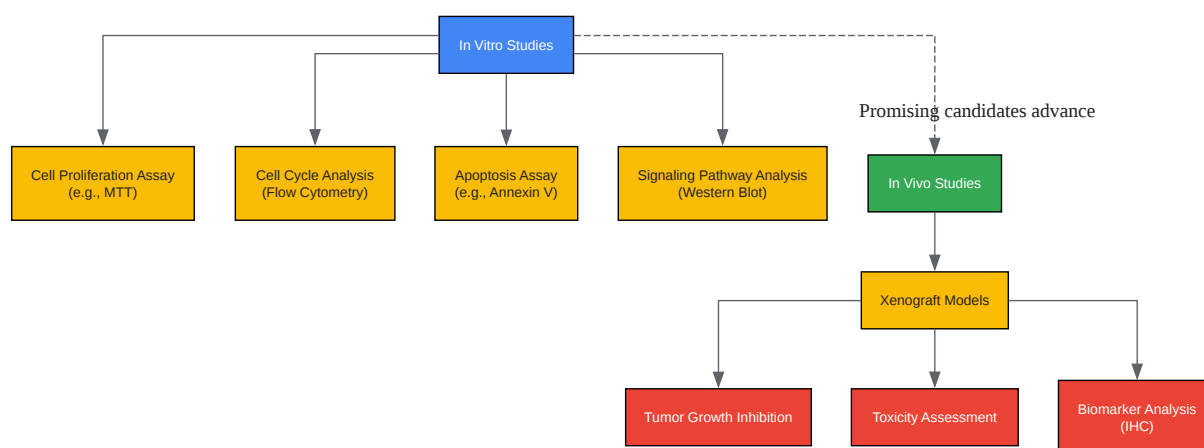 In Vitro Studies
Promising candidates advance
Cell Proliferation Assay
(e.g., MTT)
Cell Cycle Analysis
(Flow Cytometry)
Apoptosis Assay
(e.g., Annexin V)
Signaling Pathway Analysis
(Western Blot)
In Vivo Studies
Xenograft Models
Tumor Growth Inhibition
Toxicity Assessment
Biomarker Analysis
(IHC)